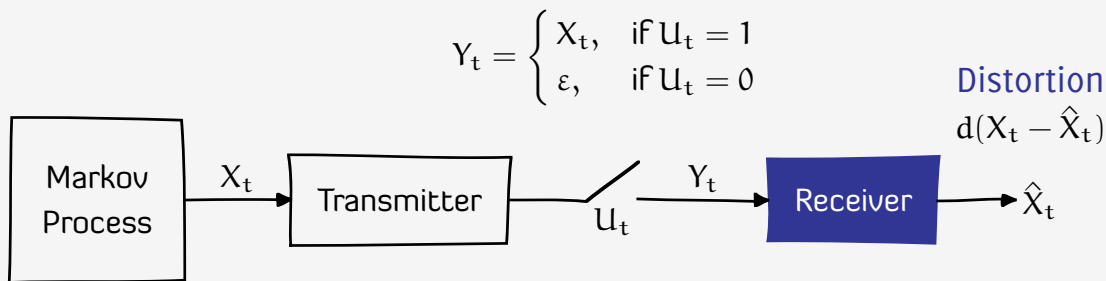 Y_t = { X_t, if U_t = 1
ε, if U_t = 0
Distortion
d(X_t − X̂_t)
Markov
Process
X_t
Transmitter
U_t
Y_t
Receiver
X̂_t